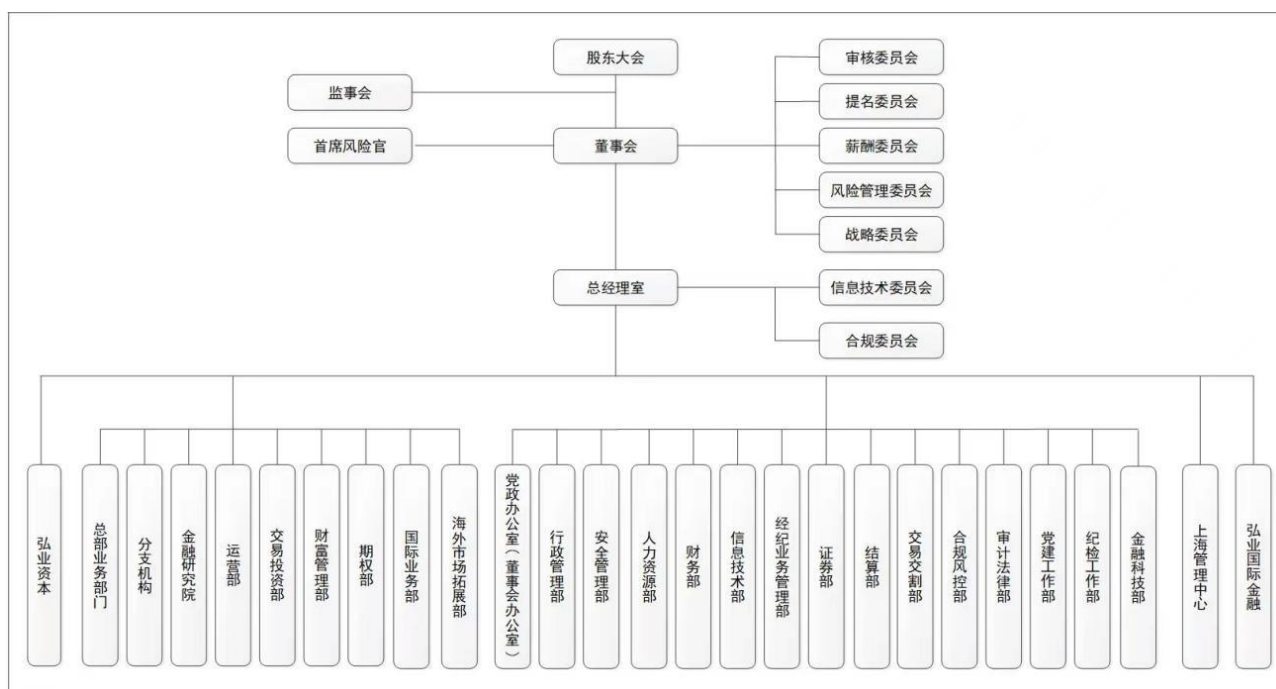 股东大会
监事会
首席风险官
董事会
审核委员会
提名委员会
薪酬委员会
风险管理委员会
战略委员会
总经理室
信息技术委员会
合规委员会
弘业资本
总部业务部门
分支机构
金融研究院
运营部
交易投资部
财富管理部
期权部
国际业务部
海外市场拓展部
党政办公室(董事会办公室)
行政管理部
安全管理部
人力资源部
财务部
信息技术部
经纪业务管理部
证券部
结算部
交易交割部
合规风控部
审计法律部
党建工作部
纪检工作部
金融科技部
上海管理中心
弘业国际金融